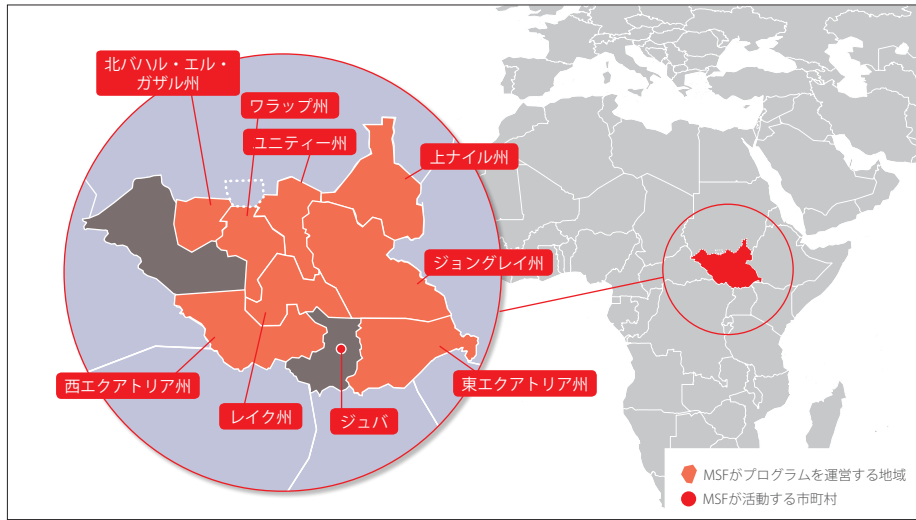 北バハル・エル・
ガザル州
ワラップ州
ユニティー州
上ナイル州
ジョングレイ州
西エクアトリア州
東エクアトリア州
レイク州
ジュバ
MSFがプログラムを運営する地域
MSFが活動する市町村